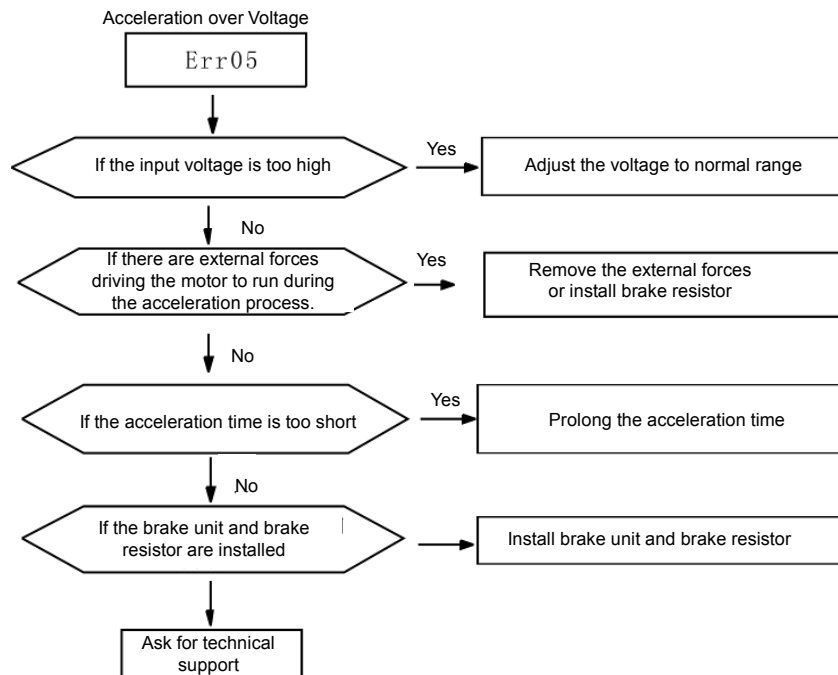 Acceleration over Voltage
Err05
If the input voltage is too high
Yes
Adjust the voltage to normal range
No
If there are external forces
driving the motor to run during
the acceleration process.
Yes
Remove the external forces
or install brake resistor
No
If the acceleration time is too short
Yes
Prolong the acceleration time
No
If the brake unit and brake
resistor are installed
Install brake unit and brake resistor
Ask for technical
support